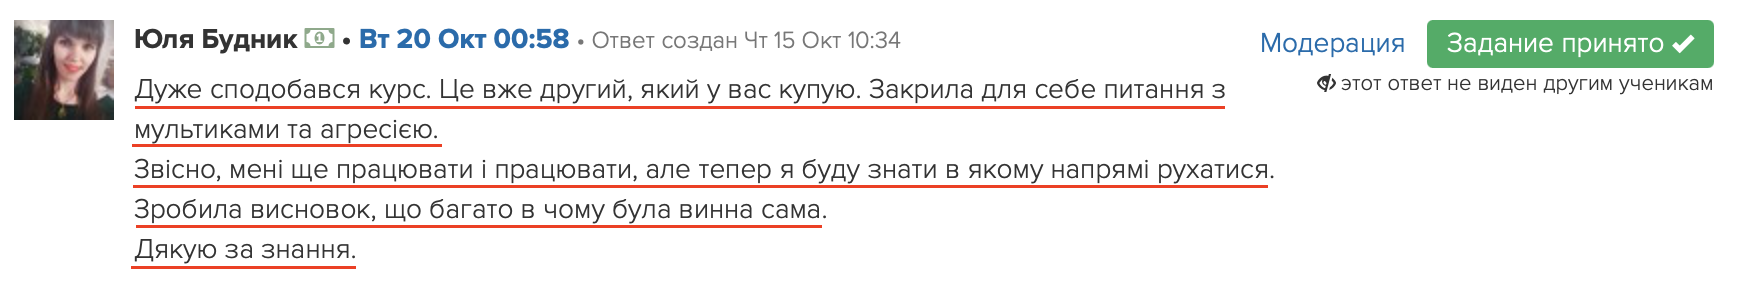 Юля Будник • Вт 20 Окт 00:58 • Ответ создан Чт 15 Окт 10:34
Модерация
Задание принято
этот ответ не виден другим ученикам
Дуже сподобався курс. Це вже другий, який у вас купую. Закрила для себе питання з
мультиками та агресією.
Звісно, мені ще працювати і працювати, але тепер я буду знати в якому напрямі рухатися.
Зробила висновок, що багато в чому була винна сама.
Дякую за знання.